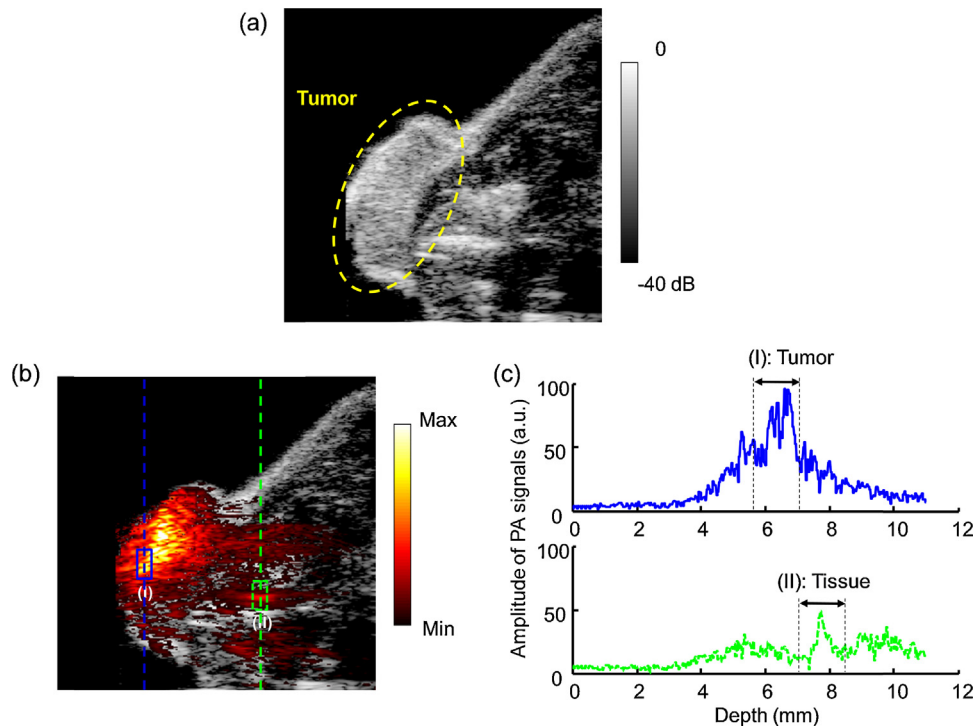 (a)
Tumor
0
-40 dB
(b)
Max
Min
(I)
(II)
(c)
(I): Tumor
Amplitude of PA signals (a.u.)
100
50
0
0 2 4 6 8 10 12
(II): Tissue
100
50
0
0 2 4 6 8 10 12
Depth (mm)